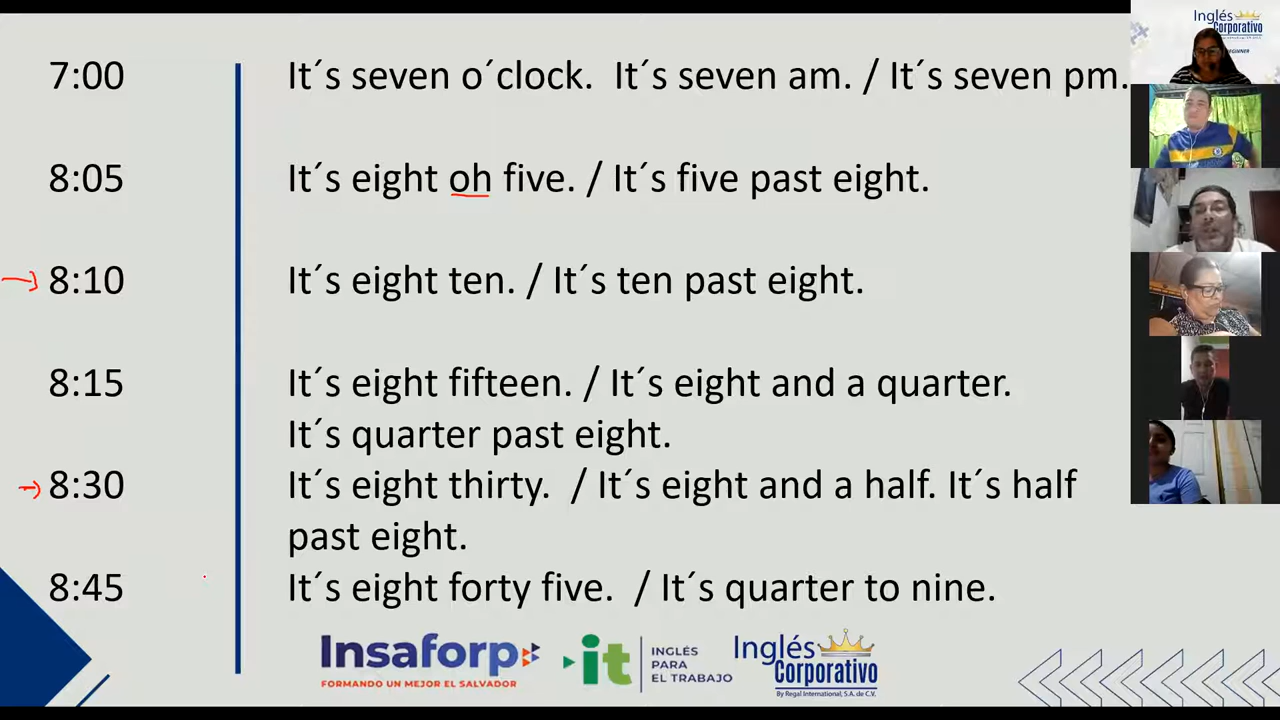 Inglés
Corporativo
7:00 It´s seven o´clock. It´s seven am. / It´s seven pm.
8:05 It´s eight oh five. / It´s five past eight.
8:10 It´s eight ten. / It´s ten past eight.
8:15 It´s eight fifteen. / It´s eight and a quarter.
It´s quarter past eight.
8:30 It´s eight thirty. / It´s eight and a half. It´s half
past eight.
8:45 It´s eight forty five. / It´s quarter to nine.
Insaforp
FORMANDO UN MEJOR EL SALVADOR
it
INGLÉS
PARA
EL TRABAJO
Inglés
Corporativo
By Regal International, S.A. de C.V.